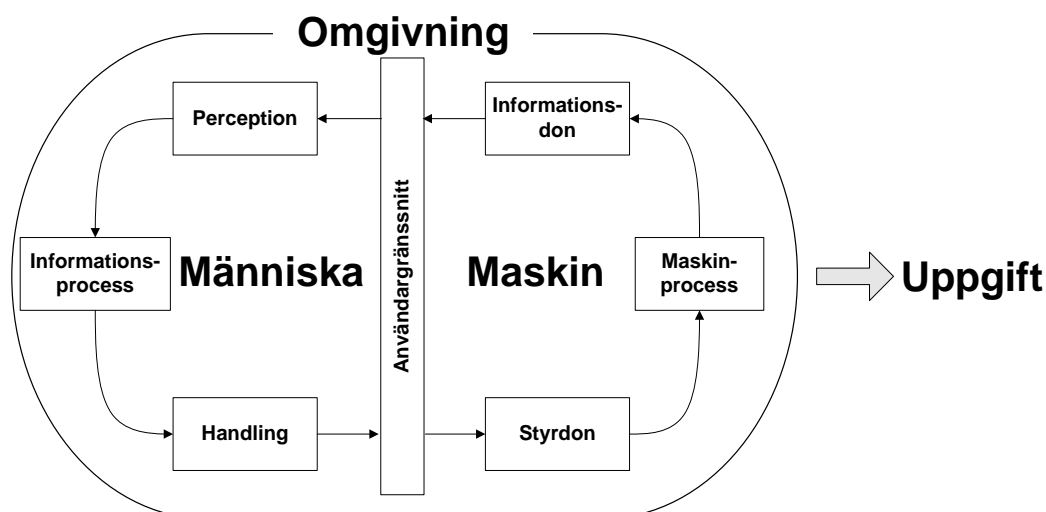 Omgivning
Perception
Informations-
don
Användargränssnitt
Informations-
process
Människa
Maskin
Maskin-
process
Uppgift
Handling
Styrdon